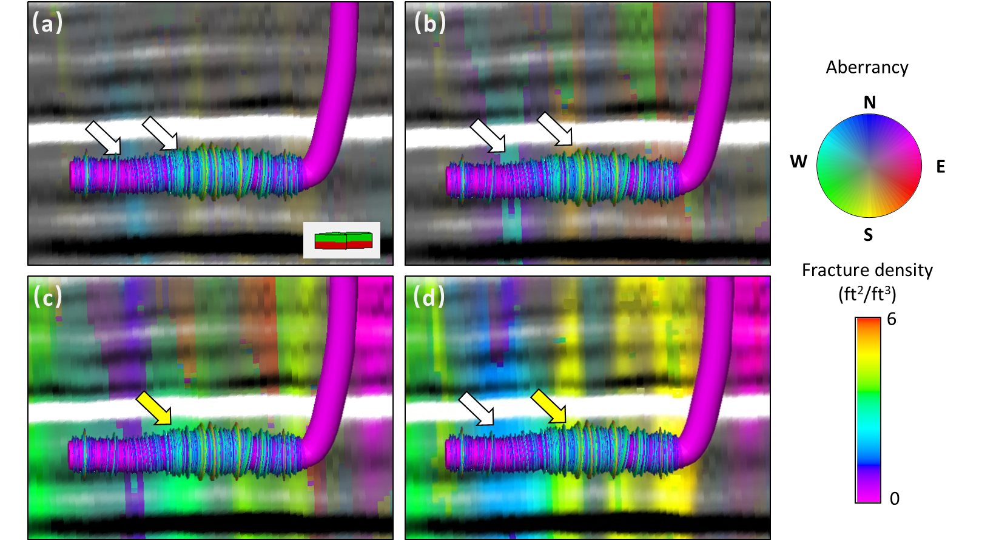 (a)
(b)
Aberrancy
N
W
E
S
(c)
(d)
Fracture density
(ft²/ft³)
6
0